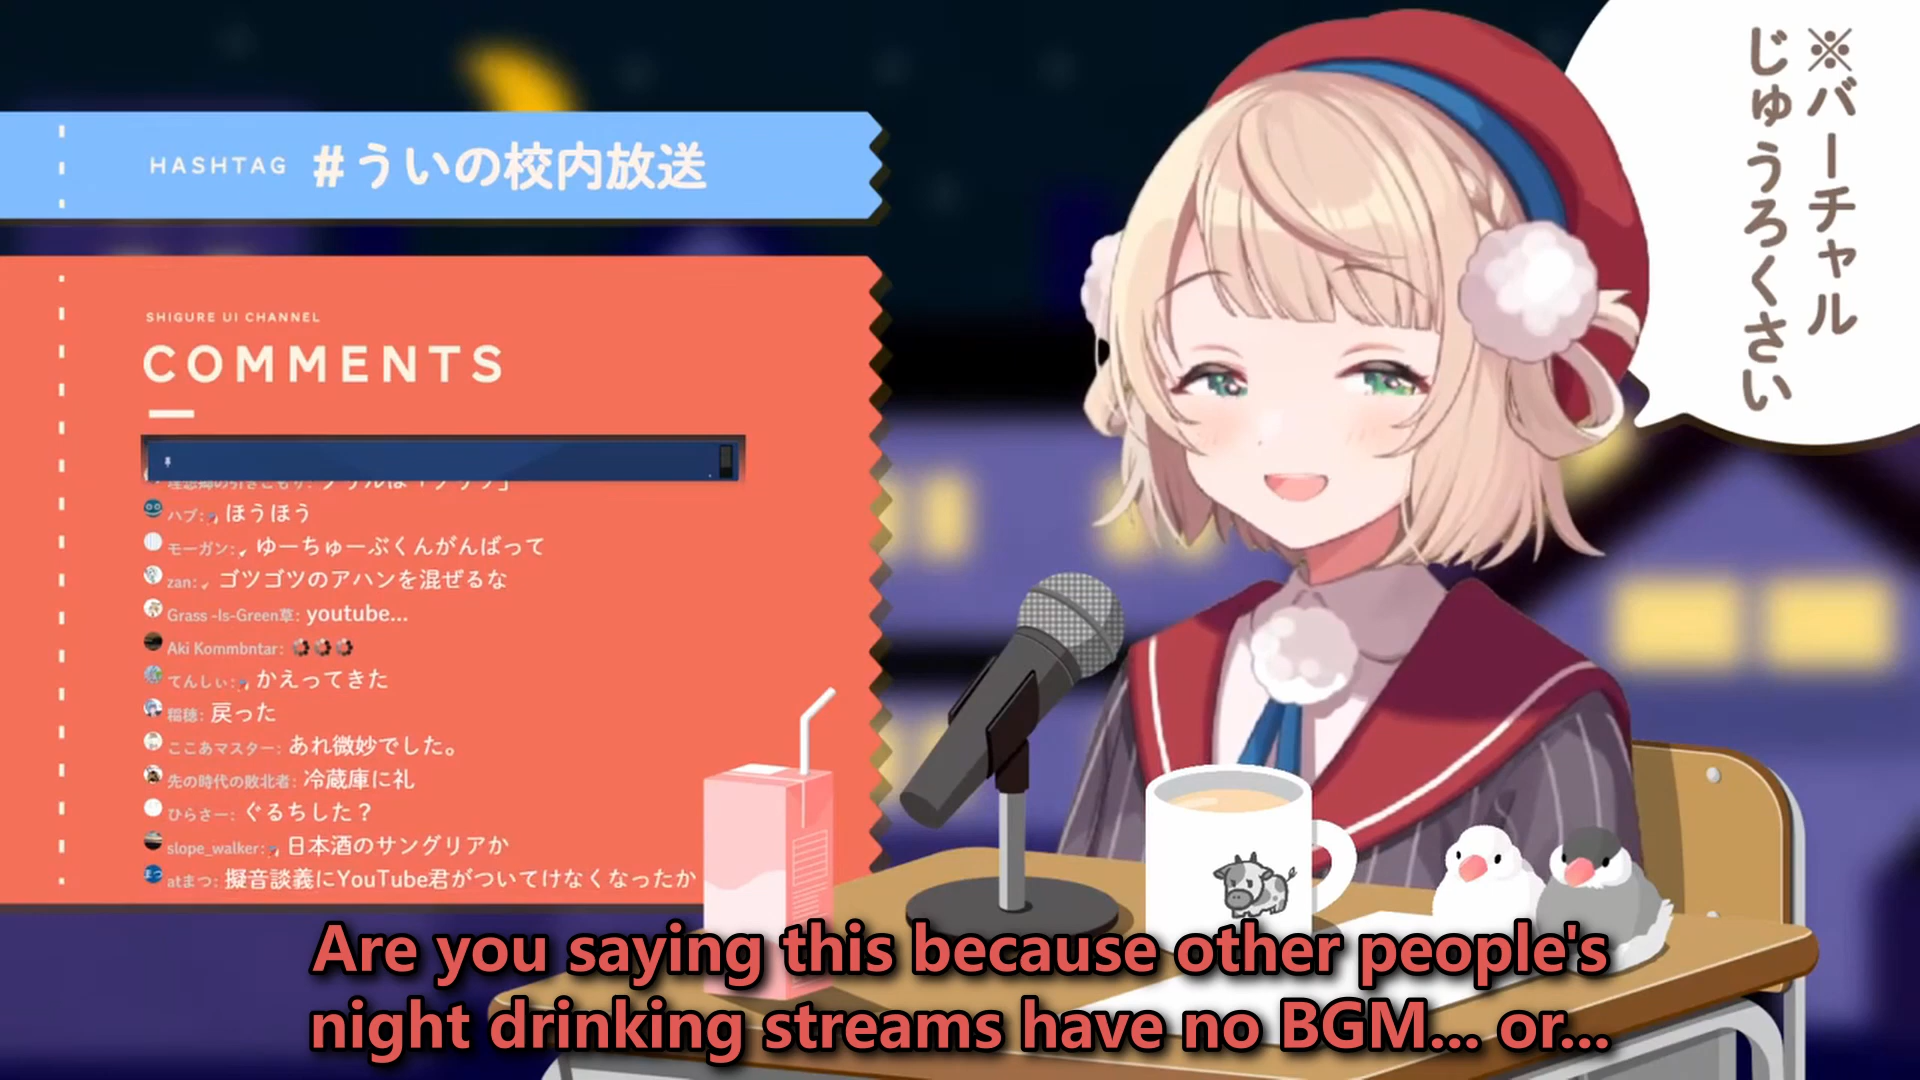 ※バーチャル
じゅうろくさい
HASHTAG #ういの校内放送
SHIGURE UI CHANNEL
COMMENTS
ハブ: ほうほう
モーガン: ゆーちゅーぶくんがんばって
zan: ゴツゴツのアハンを混ぜるな
Grass -Is-Green草: youtube...
Aki Kommbntar:
てんしぃ: かえってきた
稲穂: 戻った
ここあマスター: あれ微妙でした。
先の時代の敗北者: 冷蔵庫に礼
ひらさー: ぐるちした？
slope_walker: 日本酒のサングリアか
atまつ: 擬音談義にYouTube君がついてけなくなったか
Are you saying this because other people's
night drinking streams have no BGM... or...